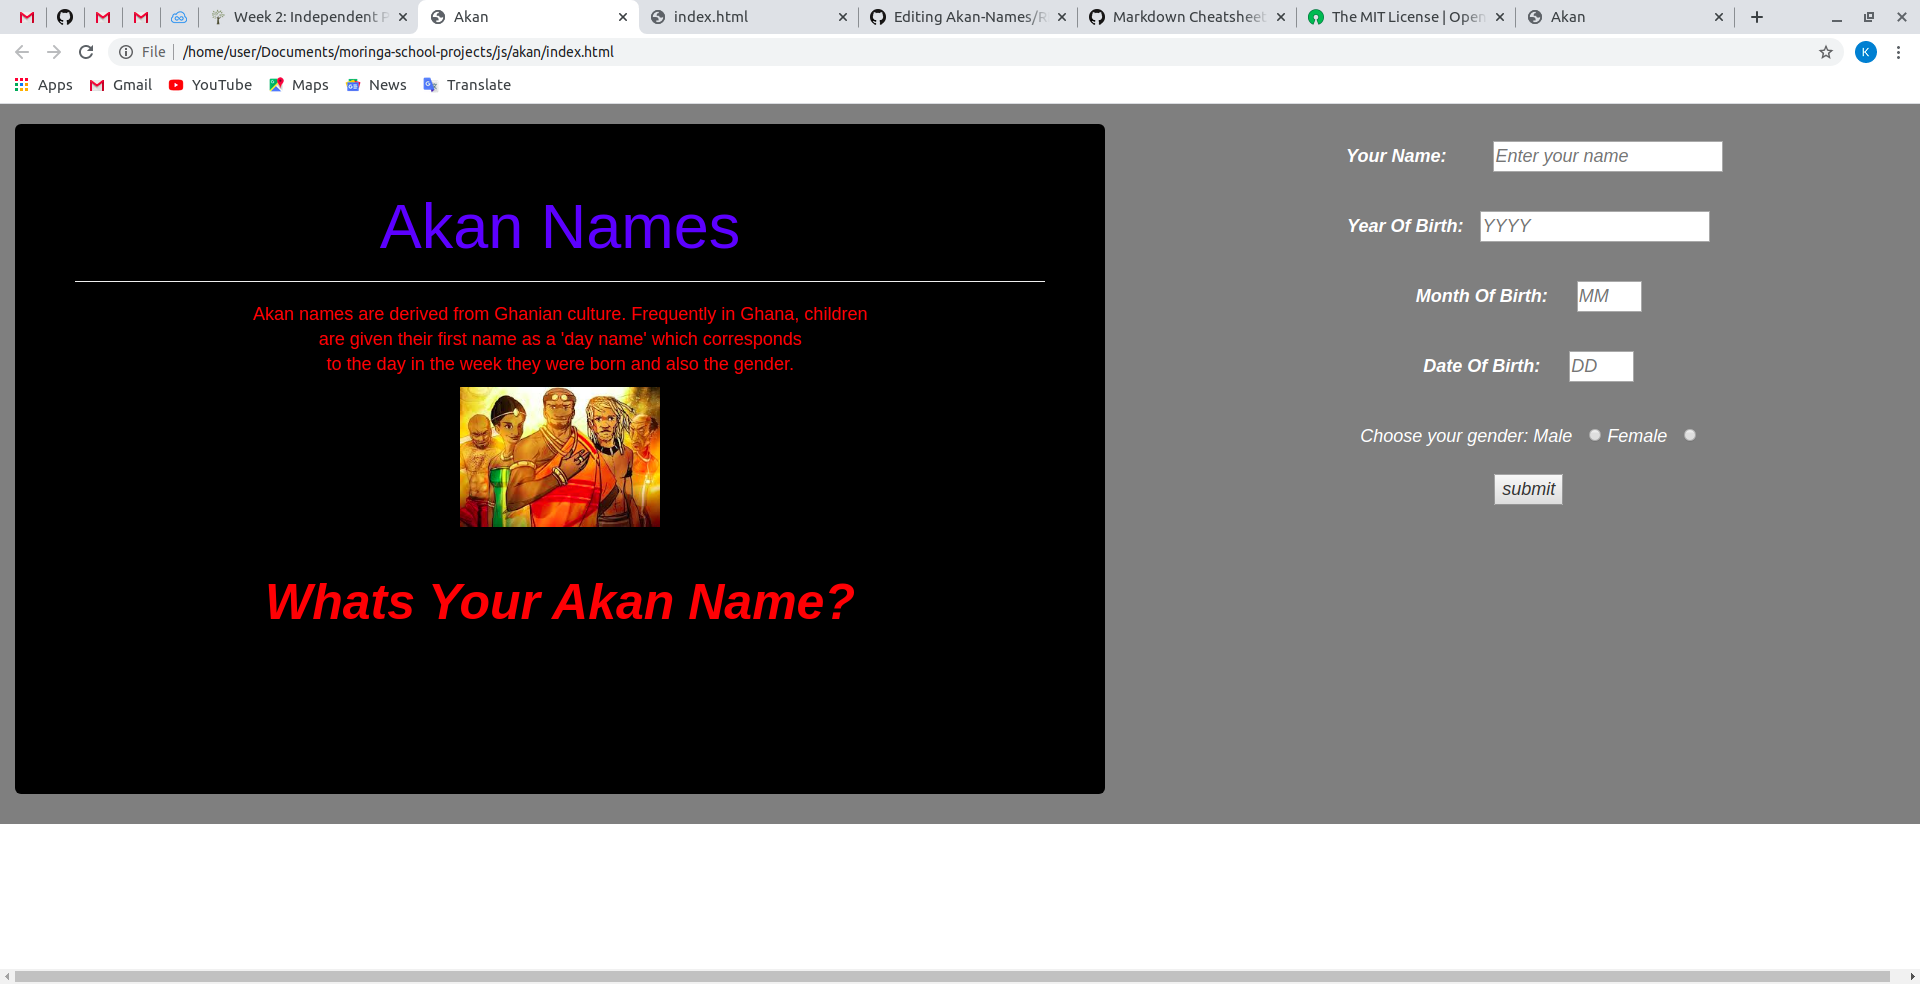 Week 2: Independent P
Akan
index.html
Editing Akan-Names/R
Markdown Cheatsheet
The MIT License | Open
Akan
File
/home/user/Documents/moringa-school-projects/js/akan/index.html
K
Apps
Gmail
YouTube
Maps
News
Translate
Akan Names
Akan names are derived from Ghanian culture. Frequently in Ghana, children
are given their first name as a 'day name' which corresponds
to the day in the week they were born and also the gender.
Whats Your Akan Name?
Your Name: Enter your name
Year Of Birth: YYYY
Month Of Birth: MM
Date Of Birth: DD
Choose your gender: Male Female
submit